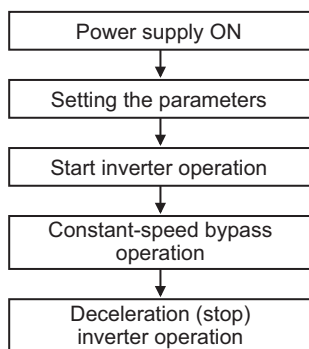 Power supply ON
Setting the parameters
Start inverter operation
Constant-speed bypass
operation
Deceleration (stop)
inverter operation